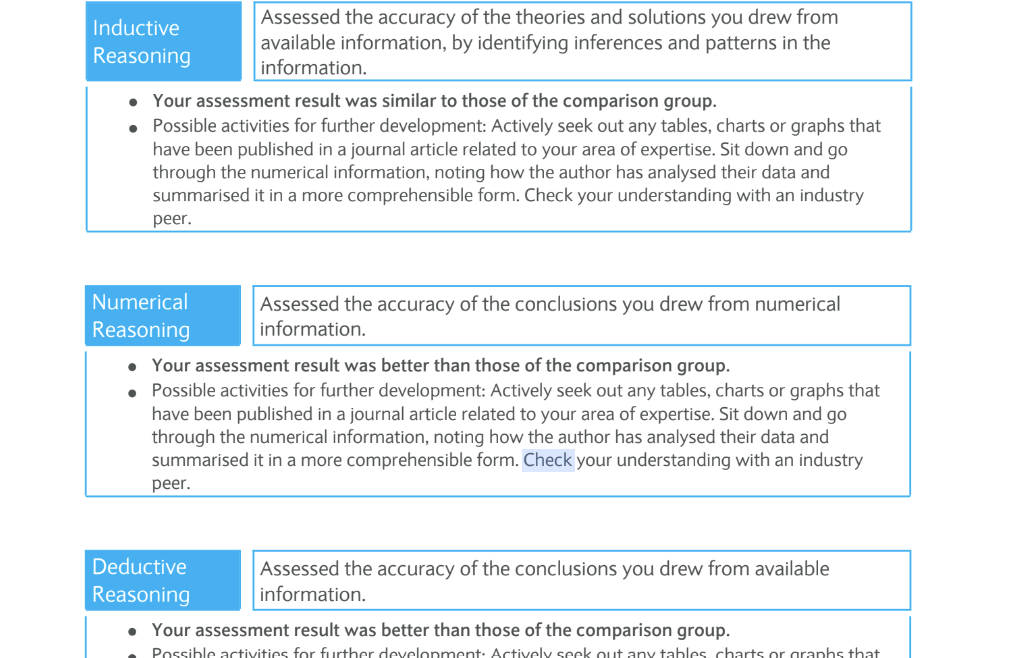 Inductive
Reasoning
Assessed the accuracy of the theories and solutions you drew from
available information, by identifying inferences and patterns in the
information.
● Your assessment result was similar to those of the comparison group.
● Possible activities for further development: Actively seek out any tables, charts or graphs that
have been published in a journal article related to your area of expertise. Sit down and go
through the numerical information, noting how the author has analysed their data and
summarised it in a more comprehensible form. Check your understanding with an industry
peer.
Numerical
Reasoning
Assessed the accuracy of the conclusions you drew from numerical
information.
● Your assessment result was better than those of the comparison group.
● Possible activities for further development: Actively seek out any tables, charts or graphs that
have been published in a journal article related to your area of expertise. Sit down and go
through the numerical information, noting how the author has analysed their data and
summarised it in a more comprehensible form. Check your understanding with an industry
peer.
Deductive
Reasoning
Assessed the accuracy of the conclusions you drew from available
information.
● Your assessment result was better than those of the comparison group.
● Possible activities for further development: Actively seek out any tables, charts or graphs that